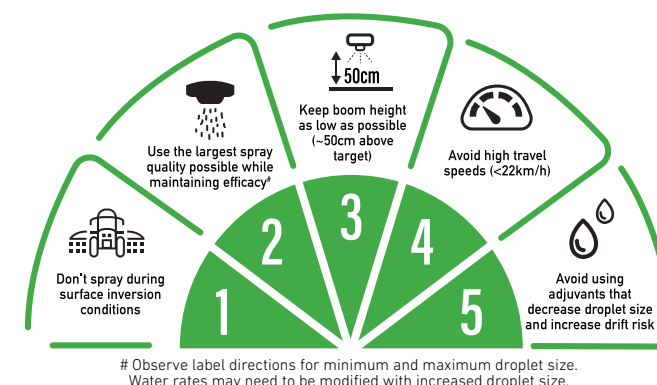 50cm
Keep boom height
as low as possible
(~50cm above
target)
Use the largest spray
quality possible while
maintaining efficacy#
Avoid high travel
speeds (<22km/h)
Don't spray during
surface inversion
conditions
Avoid using
adjuvants that
decrease droplet size
and increase drift risk
1
2
3
4
5
# Observe label directions for minimum and maximum droplet size.
Water rates may need to be modified with increased droplet size.